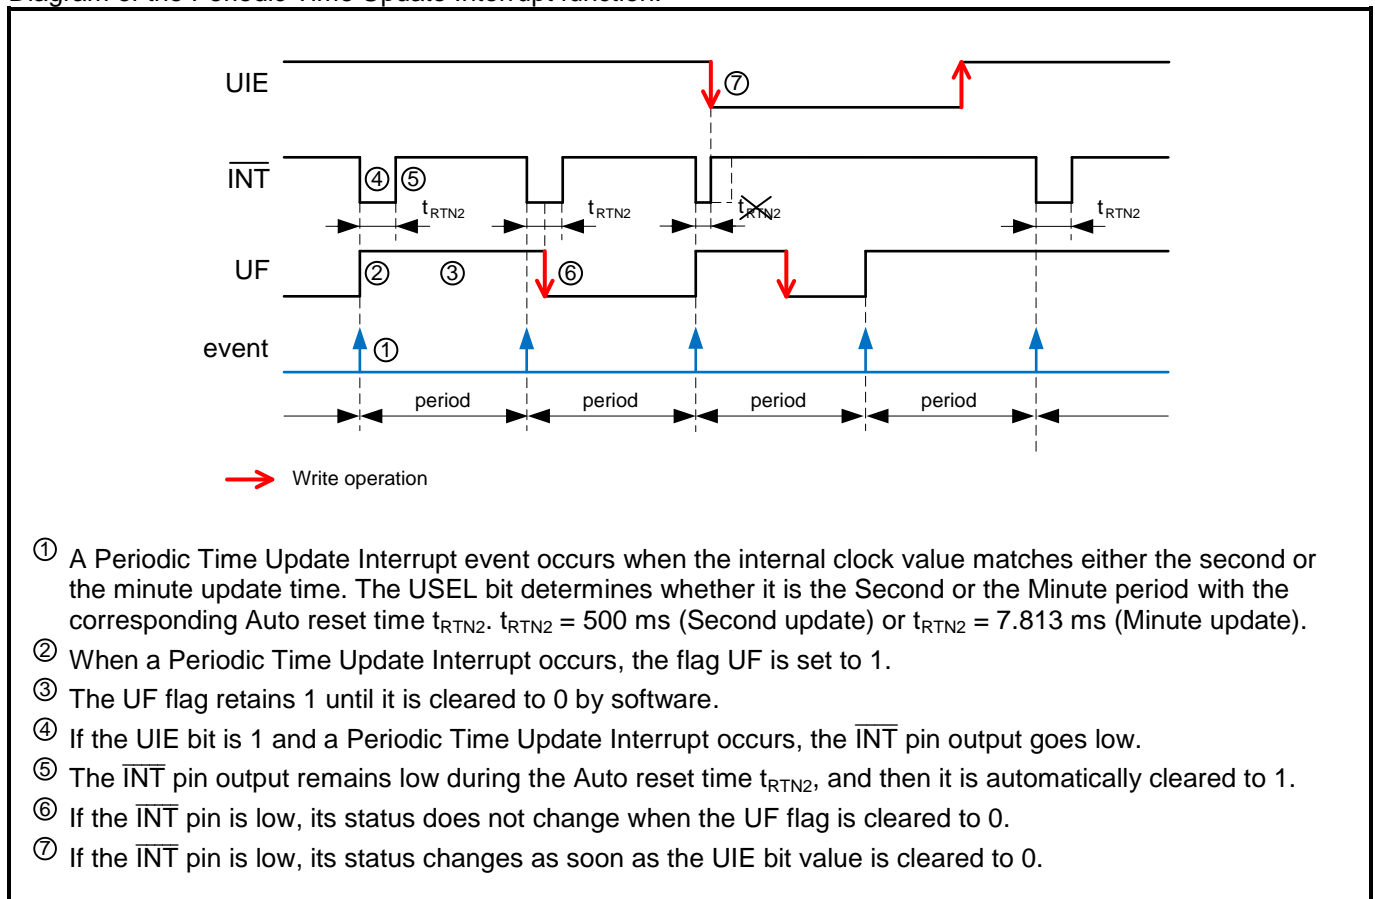 Diagram of the Periodic Time Update Interrupt function:
UIE
⑦
INT
④ ⑤
tRTN2 tRTN2 tRTN2 tRTN2
UF
② ③ ⑥
event
①
period period period period
Write operation
① A Periodic Time Update Interrupt event occurs when the internal clock value matches either the second or
the minute update time. The USEL bit determines whether it is the Second or the Minute period with the
corresponding Auto reset time tRTN2. tRTN2 = 500 ms (Second update) or tRTN2 = 7.813 ms (Minute update).
② When a Periodic Time Update Interrupt occurs, the flag UF is set to 1.
③ The UF flag retains 1 until it is cleared to 0 by software.
④ If the UIE bit is 1 and a Periodic Time Update Interrupt occurs, the INT pin output goes low.
⑤ The INT pin output remains low during the Auto reset time tRTN2, and then it is automatically cleared to 1.
⑥ If the INT pin is low, its status does not change when the UF flag is cleared to 0.
⑦ If the INT pin is low, its status changes as soon as the UIE bit value is cleared to 0.